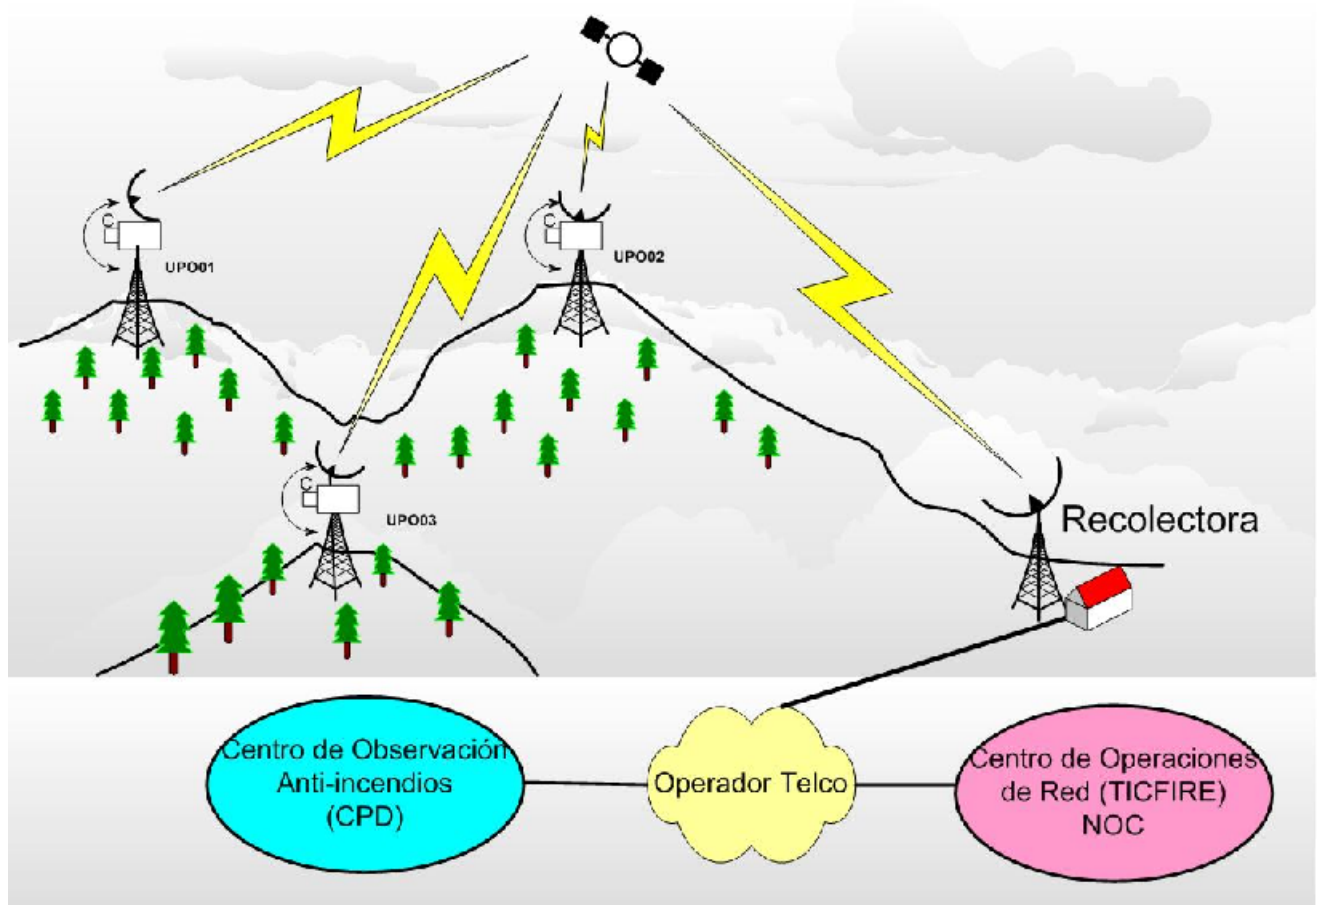 C
UPO01
C
UPO02
C
UPO03
Recolectora
Centro de Observación
Anti-incendios
(CPD)
Operador Telco
Centro de Operaciones
de Red (TICFIRE)
NOC